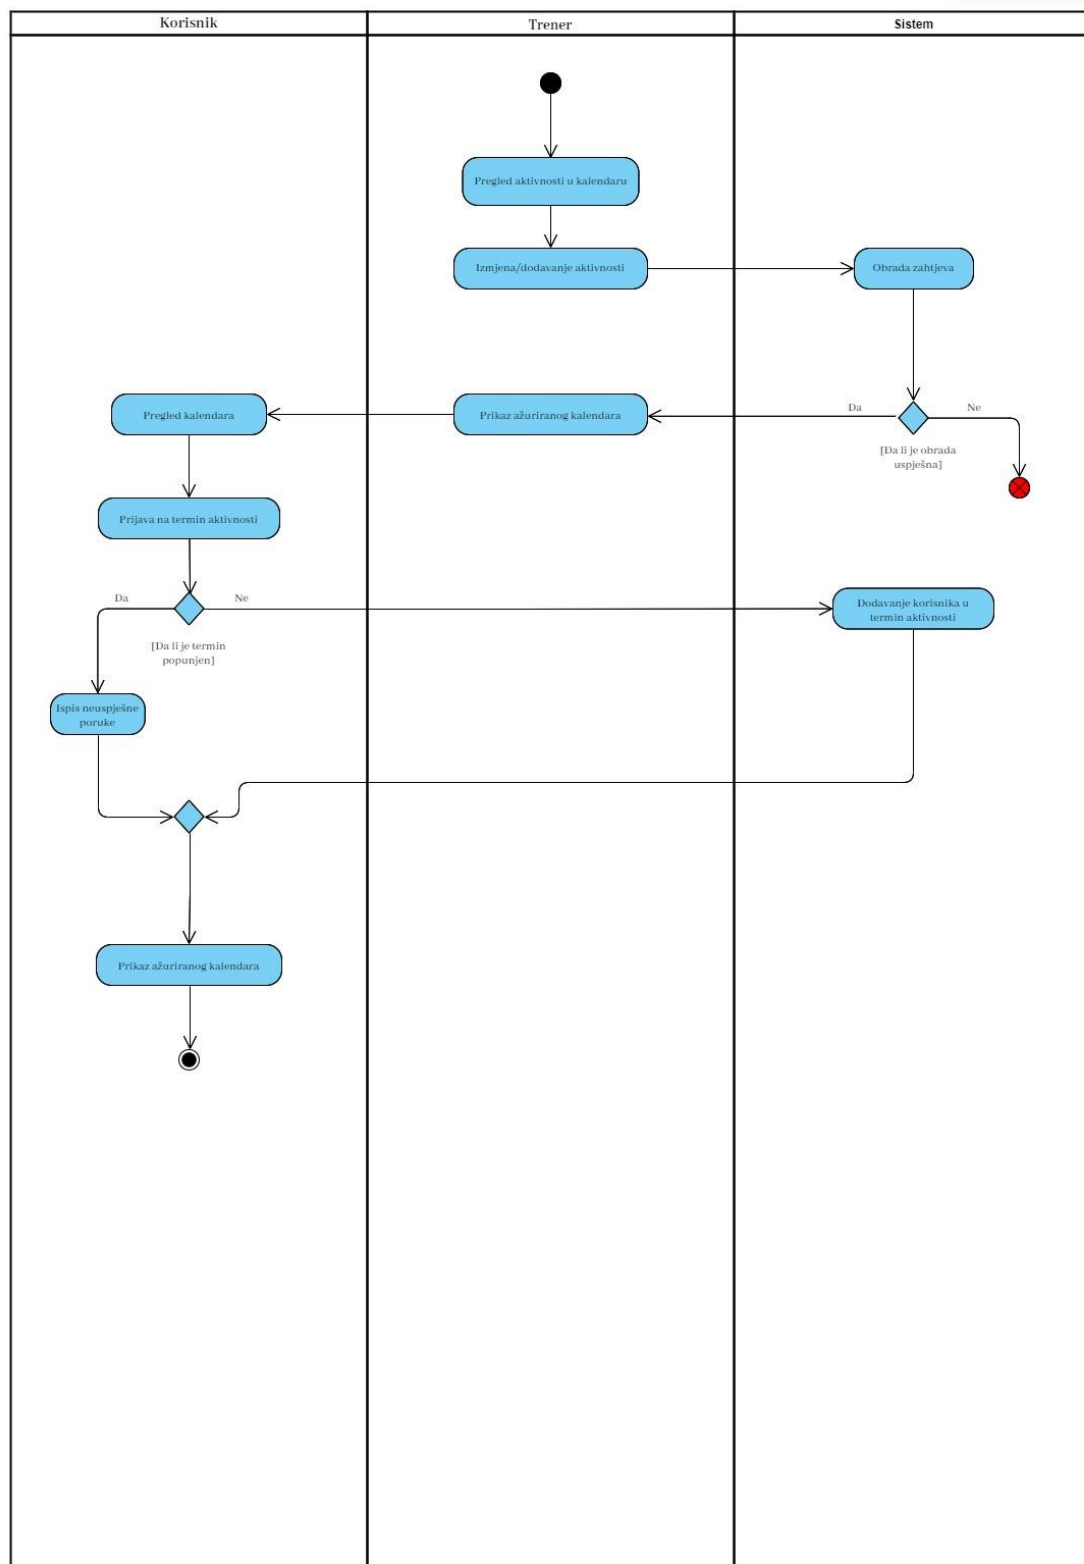 Korisnik
Trener
Sistem
Pregled aktivnosti u kalendaru
Izmjena/dodavanje aktivnosti
Obrada zahtjeva
Pregled kalendara
Prikaz ažuriranog kalendara
Da
Ne
[Da li je obrada
uspješna]
Prijava na termin aktivnosti
Da
Ne
[Da li je termin
popunjen]
Dodavanje korisnika u
termin aktivnosti
Ispis neuspješne
poruke
Prikaz ažuriranog kalendara